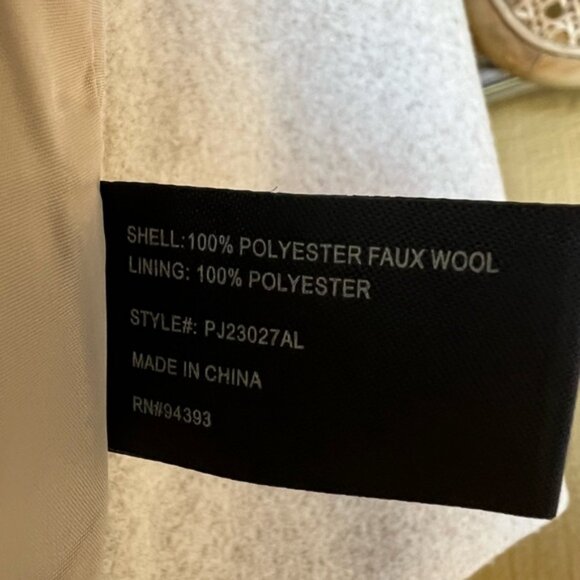 SHELL:100% POLYESTER FAUX WOOL
LINING: 100% POLYESTER
STYLE#: PJ23027AL
MADE IN CHINA
RN#94393